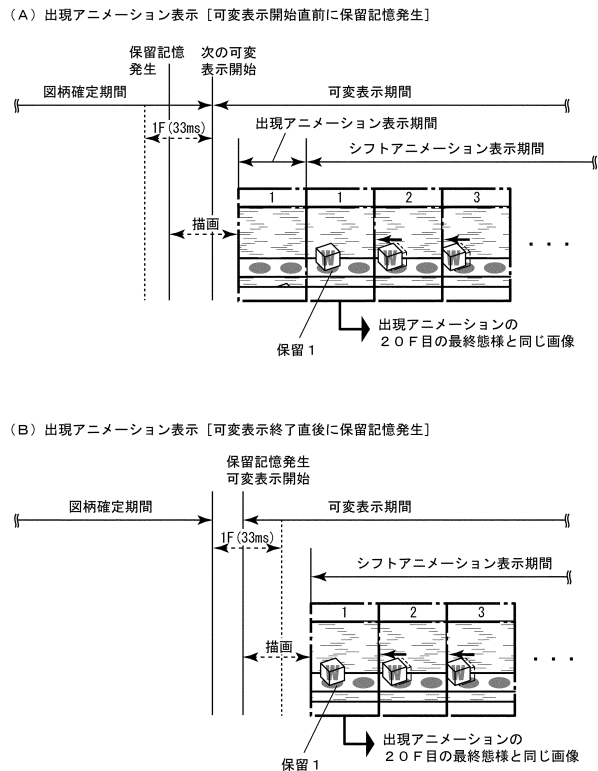 （Ａ）出現アニメーション表示［可変表示開始直前に保留記憶発生］
保留記憶
発生
次の可変
表示開始
図柄確定期間
可変表示期間
1F(33ms)
出現アニメーション表示期間
シフトアニメーション表示期間
1 1 2 3
描画
W W W
・・・
保留１
出現アニメーションの
２０Ｆ目の最終態様と同じ画像
（Ｂ）出現アニメーション表示［可変表示終了直後に保留記憶発生］
保留記憶発生
可変表示開始
図柄確定期間
可変表示期間
1F(33ms)
シフトアニメーション表示期間
1 2 3
描画
W W W
・・・
保留１
出現アニメーションの
２０Ｆ目の最終態様と同じ画像